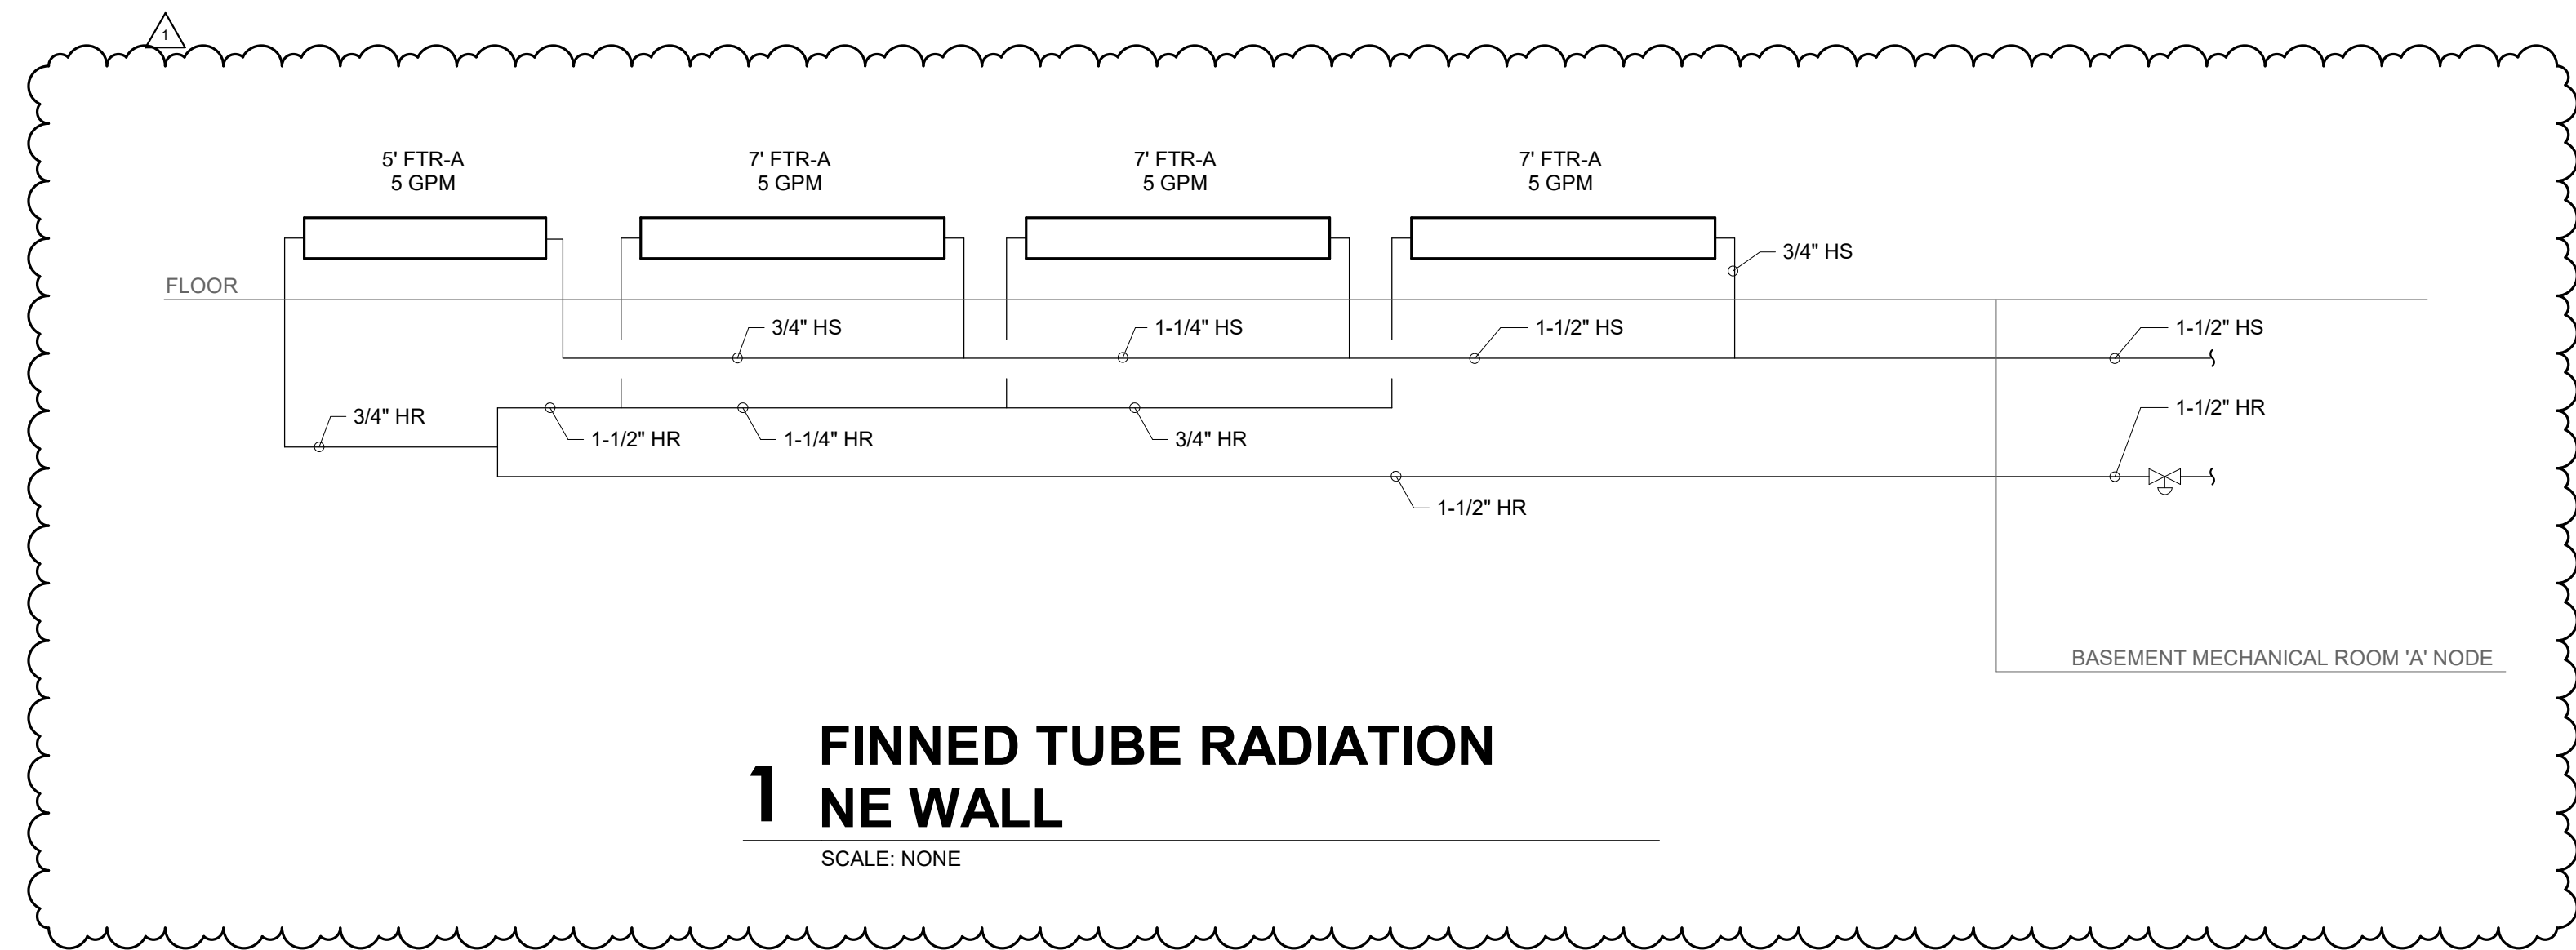 1
5' FTR-A
5 GPM
7' FTR-A
5 GPM
7' FTR-A
5 GPM
7' FTR-A
5 GPM
3/4" HS
FLOOR
3/4" HS
1-1/4" HS
1-1/2" HS
1-1/2" HS
3/4" HR
1-1/2" HR
1-1/4" HR
3/4" HR
1-1/2" HR
1-1/2" HR
BASEMENT MECHANICAL ROOM 'A' NODE
1
FINNED TUBE RADIATION
NE WALL
SCALE: NONE